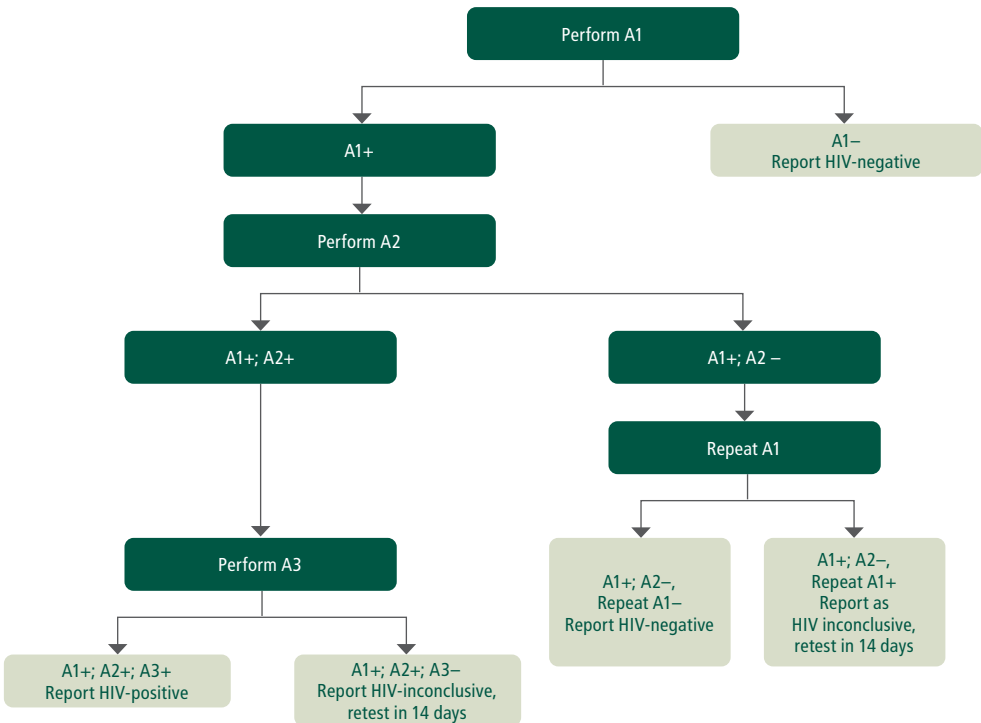 Perform A1
A1+
A1–
Report HIV-negative
Perform A2
A1+; A2+
A1+; A2 –
Repeat A1
Perform A3
A1+; A2–,
Repeat A1–
Report HIV-negative
A1+; A2–,
Repeat A1+
Report as
HIV inconclusive,
retest in 14 days
A1+; A2+; A3+
Report HIV-positive
A1+; A2+; A3–
Report HIV-inconclusive,
retest in 14 days